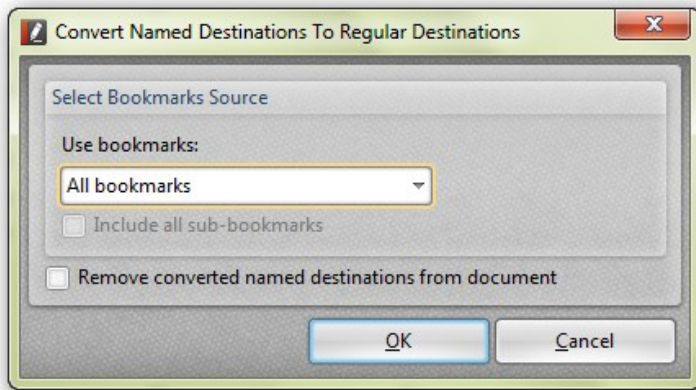 Convert Named Destinations To Regular Destinations
Select Bookmarks Source
Use bookmarks:
All bookmarks
Include all sub-bookmarks
Remove converted named destinations from document
OK Cancel